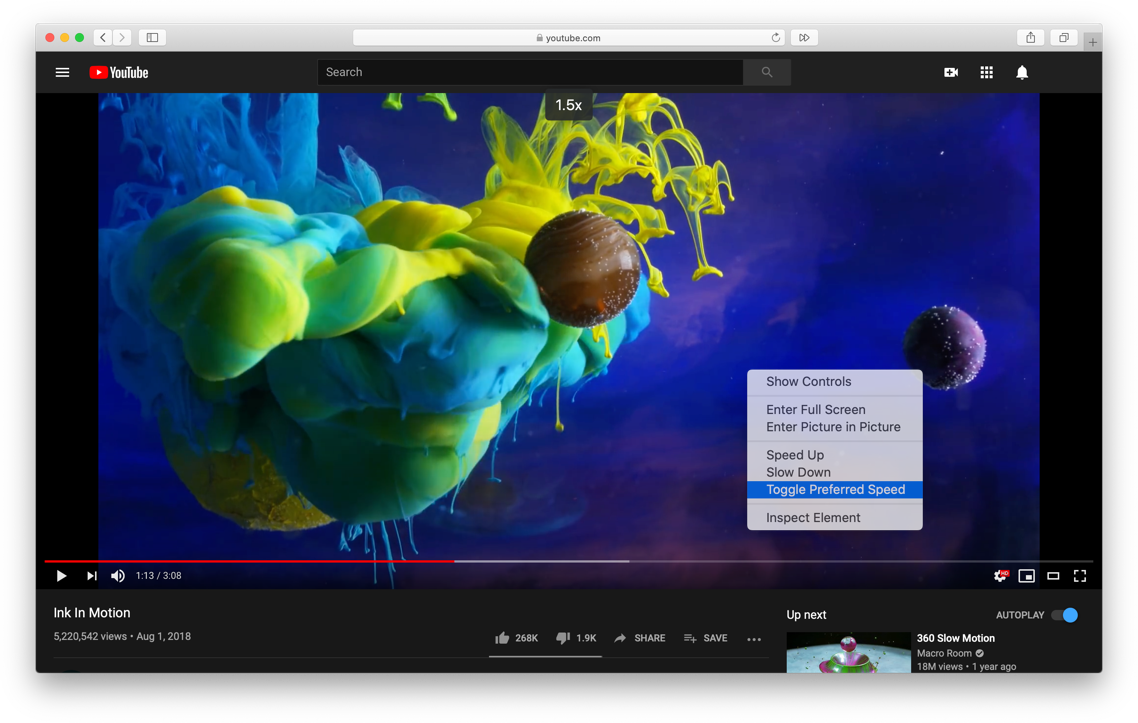 youtube.com
YouTube
Search
1.5x
Show Controls
Enter Full Screen
Enter Picture in Picture
Speed Up
Slow Down
Toggle Preferred Speed
Inspect Element
1:13 / 3:08
HD
Ink In Motion
5,220,542 views • Aug 1, 2018
268K
1.9K
SHARE
SAVE
Up next
AUTOPLAY
360 Slow Motion
Macro Room
18M views • 1 year ago